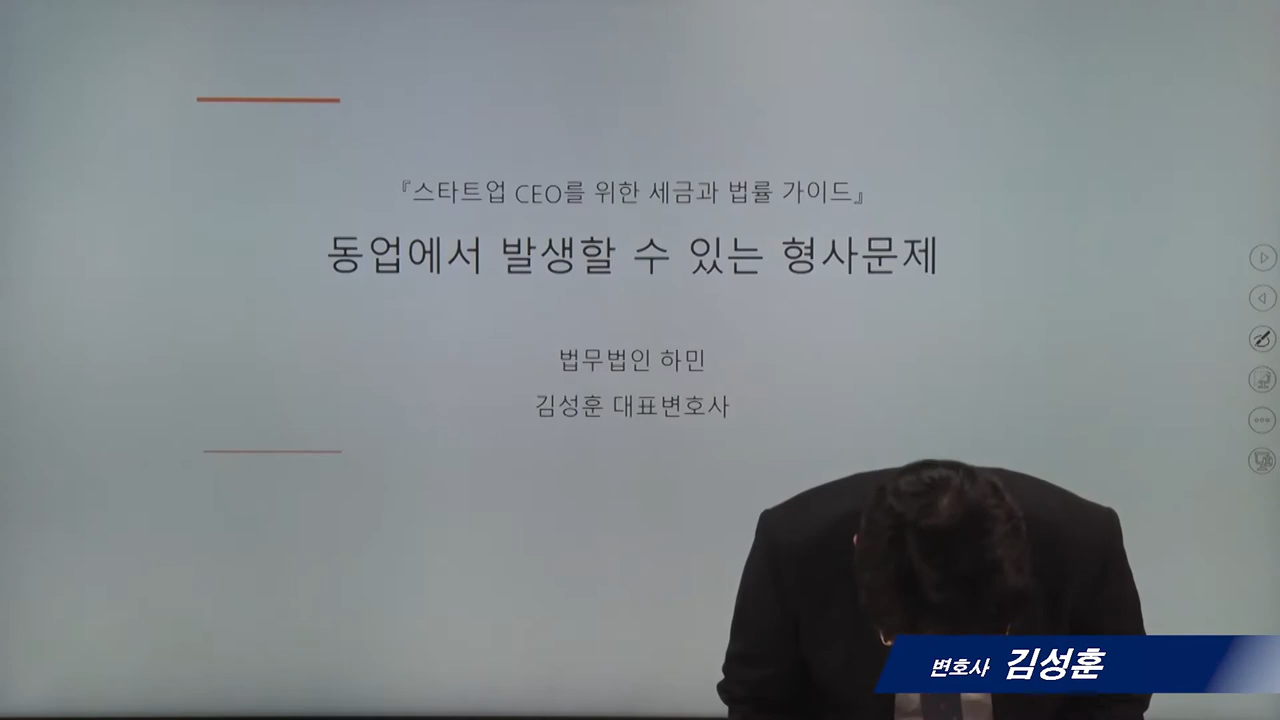 『스타트업 CEO를 위한 세금과 법률 가이드』
동업에서 발생할 수 있는 형사문제
법무법인 하민
김성훈 대표변호사
변호사 김성훈